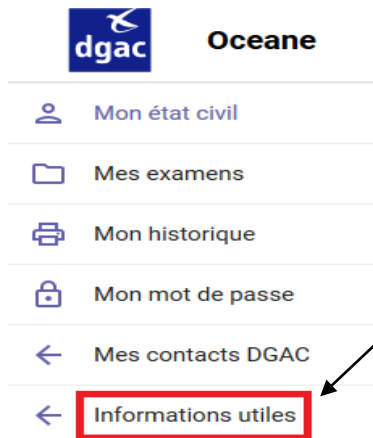 dgac
Oceane
Mon état civil
Mes examens
Mon historique
Mon mot de passe
Mes contacts DGAC
Informations utiles